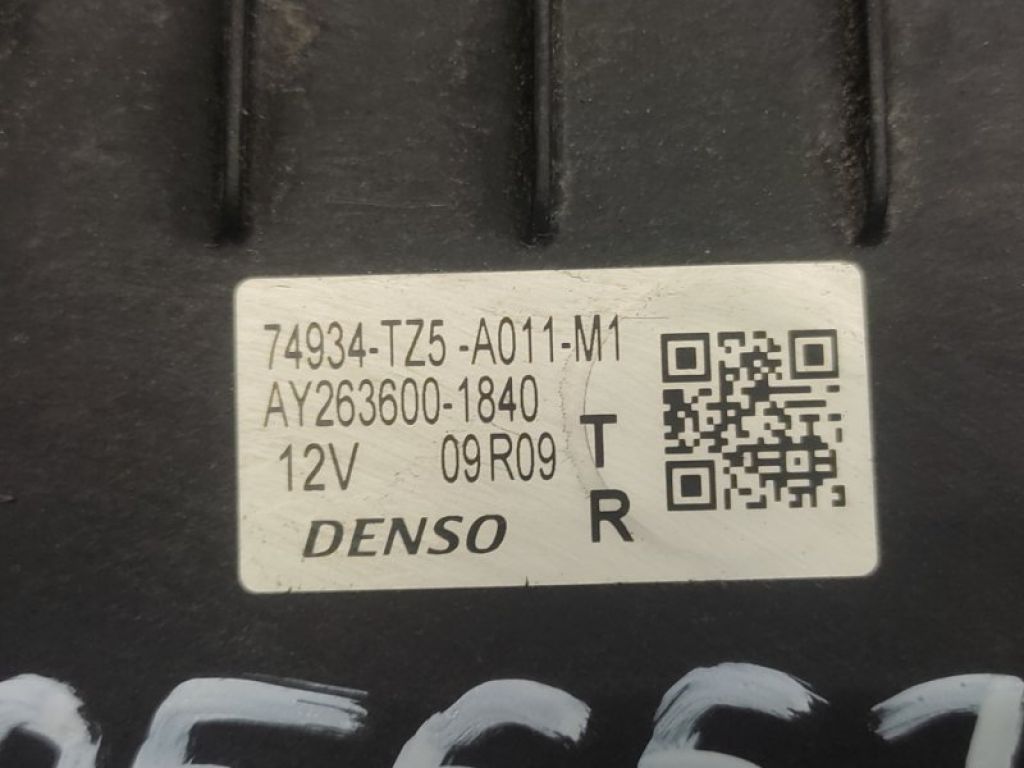 74934-TZ5-A011-M1
AY263600-1840
12V 09R09
T
R
DENSO